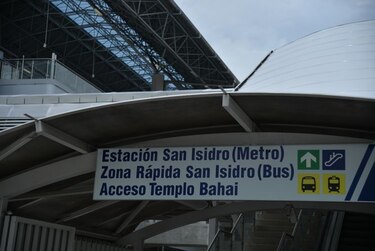 Estación San Isidro (Metro)
Zona Rápida San Isidro (Bus)
Acceso Templo Bahai